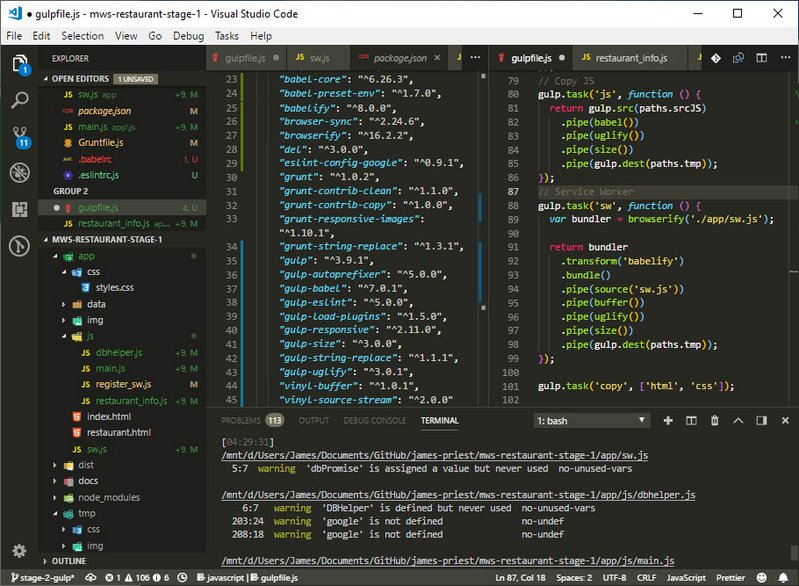 gulpfile.js - mws-restaurant-stage-1 - Visual Studio Code
File Edit Selection View Go Debug Tasks Help
EXPLORER
OPEN EDITORS 1 UNSAVED
sw.js app +9, M
package.json M
main.js app\js +9, M
Gruntfile.js M
.babelrc 1, U
.eslintrc.js U
GROUP 2
gulpfile.js 4, U
restaurant_info.js ap... +9, M
MWS-RESTAURANT-STAGE-1
app
css
styles.css
data
img
js
dbhelper.js +9, M
main.js +9, M
register_sw.js M
restaurant_info.js +9, M
index.html
restaurant.html
sw.js +9, M
dist
docs
node_modules
tmp
css
img
OUTLINE
1
11
gulpfile.js sw.js package.json
23 "babel-core": "^6.26.3",
24 "babel-preset-env": "^1.7.0",
25 "babelify": "^8.0.0",
26 "browser-sync": "^2.24.6",
27 "browserify": "^16.2.2",
28 "del": "^3.0.0",
29 "eslint-config-google": "^0.9.1",
30 "grunt": "^1.0.2",
31 "grunt-contrib-clean": "^1.1.0",
32 "grunt-contrib-copy": "^1.0.0",
33 "grunt-responsive-images":
"^1.10.1",
34 "grunt-string-replace": "^1.3.1",
35 "gulp": "^3.9.1",
36 "gulp-autoprefixer": "^5.0.0",
37 "gulp-babel": "^7.0.1",
38 "gulp-eslint": "^5.0.0",
39 "gulp-load-plugins": "^1.5.0",
40 "gulp-responsive": "^2.11.0",
41 "gulp-size": "^3.0.0",
42 "gulp-string-replace": "^1.1.1",
43 "gulp-uglify": "^3.0.1",
44 "vinyl-buffer": "^1.0.1",
45 "vinyl-source-stream": "^2.0.0"
gulpfile.js restaurant_info.js
79 // Copy JS
80 gulp.task('js', function () {
81 return gulp.src(paths.srcJS)
82 .pipe(babel())
83 .pipe(uglify())
84 .pipe(size())
85 .pipe(gulp.dest(paths.tmp));
86 });
87 // Service Worker
88 gulp.task('sw', function () {
89 var bundler = browserify('./app/sw.js');
90
91 return bundler
92 .transform('babelify')
93 .bundle()
94 .pipe(source('sw.js'))
95 .pipe(buffer())
96 .pipe(uglify())
97 .pipe(size())
98 .pipe(gulp.dest(paths.tmp));
99 });
100
101 gulp.task('copy', ['html', 'css']);
102
PROBLEMS 113 OUTPUT DEBUG CONSOLE TERMINAL 1: bash
[04:29:31]
/mnt/d/Users/James/Documents/GitHub/james-priest/mws-restaurant-stage-1/app/sw.js
5:7 warning 'dbPromise' is assigned a value but never used no-unused-vars
/mnt/d/Users/James/Documents/GitHub/james-priest/mws-restaurant-stage-1/app/js/dbhelper.js
6:7 warning 'DBHelper' is defined but never used no-unused-vars
203:24 warning 'google' is not defined no-undef
208:18 warning 'google' is not defined no-undef
/mnt/d/Users/James/Documents/GitHub/james-priest/mws-restaurant-stage-1/app/js/main.js
stage-2-gulp* 1 106 6 javascript | gulpfile.js Ln 87, Col 18 Spaces: 2 UTF-8 CRLF JavaScript Prettier